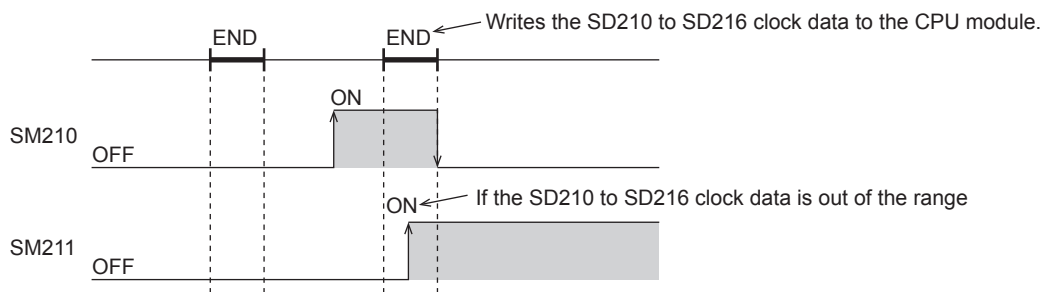 Writes the SD210 to SD216 clock data to the CPU module.
END END
ON
SM210
OFF
If the SD210 to SD216 clock data is out of the range
ON
SM211
OFF